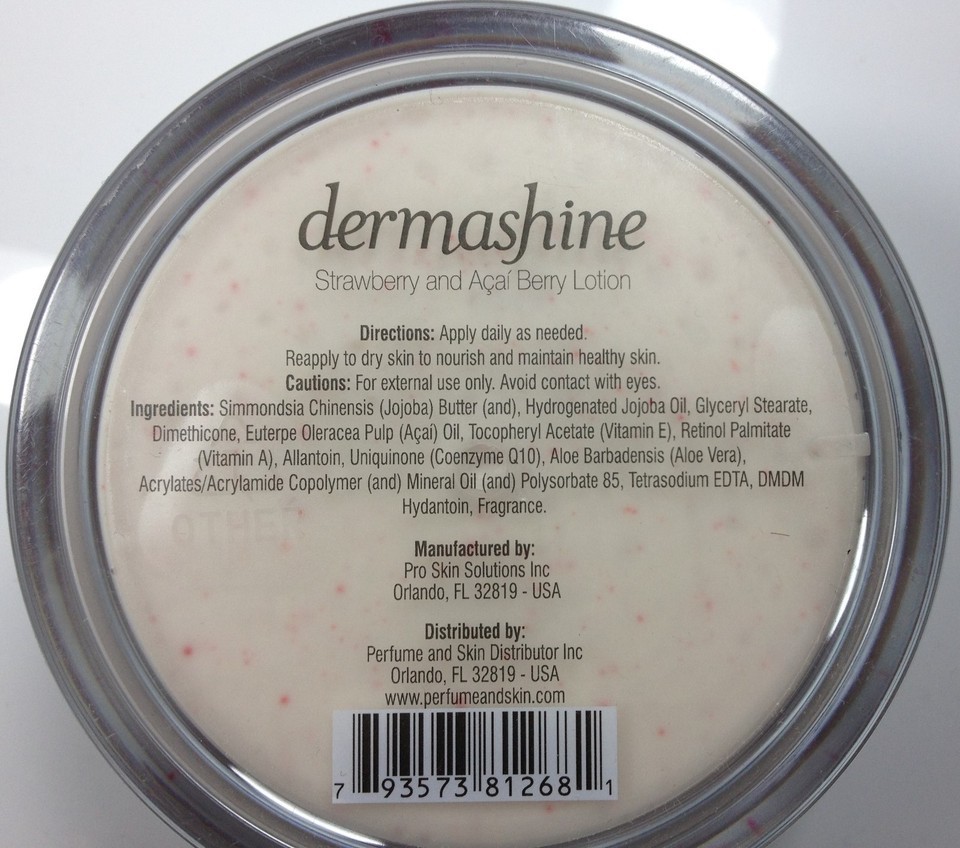 dermashine
Strawberry and Açaí Berry Lotion
Directions: Apply daily as needed.
Reapply to dry skin to nourish and maintain healthy skin.
Cautions: For external use only. Avoid contact with eyes.
Ingredients: Simmondsia Chinensis (Jojoba) Butter (and), Hydrogenated Jojoba Oil, Glyceryl Stearate,
Dimethicone, Euterpe Oleracea Pulp (Açaí) Oil, Tocopheryl Acetate (Vitamin E), Retinol Palmitate
(Vitamin A), Allantoin, Uniquinone (Coenzyme Q10), Aloe Barbadensis (Aloe Vera),
Acrylates/Acrylamide Copolymer (and) Mineral Oil (and) Polysorbate 85, Tetrasodium EDTA, DMDM
Hydantoin, Fragrance.
OTHER
Manufactured by:
Pro Skin Solutions Inc
Orlando, FL 32819 - USA
Distributed by:
Perfume and Skin Distributor Inc
Orlando, FL 32819 - USA
www.perfumeandskin.com
7 93573 81268 1